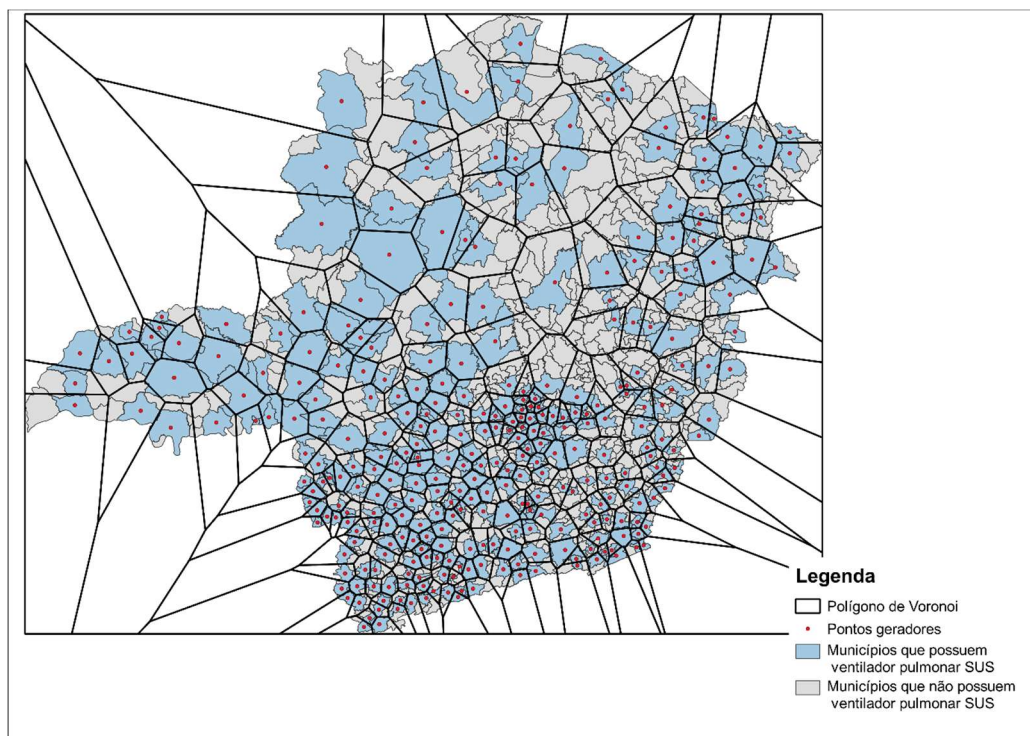 Legenda
Polígono de Voronoi
Pontos geradores
Municípios que possuem
ventilador pulmonar SUS
Municípios que não possuem
ventilador pulmonar SUS